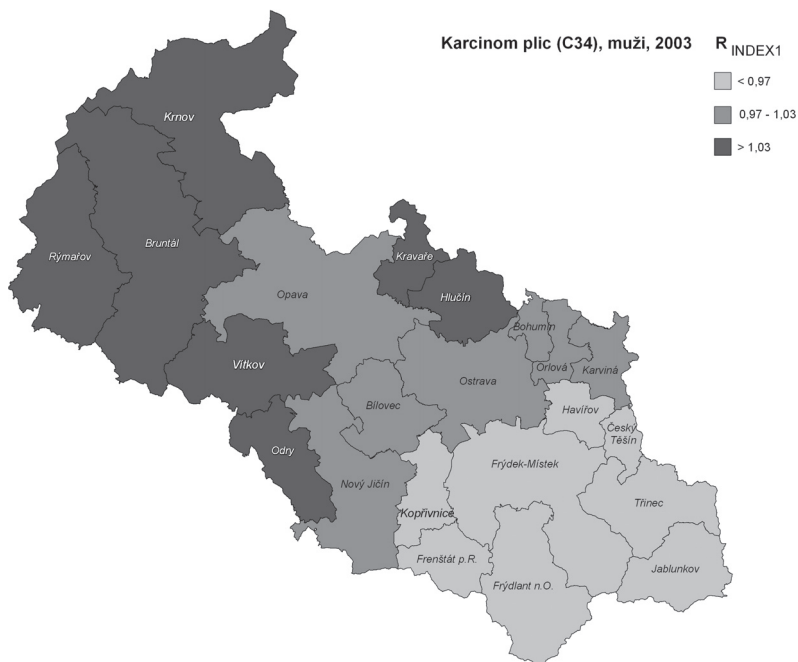 Karcinom plic (C34), muži, 2003 R INDEX1
< 0,97
0,97 - 1,03
> 1,03
Krnov
Rýmařov
Bruntál
Kravaře
Opava
Hlučín
Bohumín
Vítkov
Orlová
Karviná
Ostrava
Bílovec
Havířov
Český
Těšín
Odry
Frýdek-Místek
Nový Jičín
Třinec
Kopřivnice
Frenštát p.R.
Jablunkov
Frýdlant n.O.